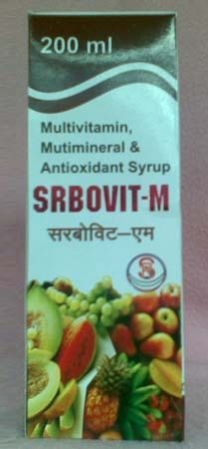 200 ml
Multivitamin,
Mutimineral &
Antioxidant Syrup
SRBOVIT-M
सरबोविट–एम